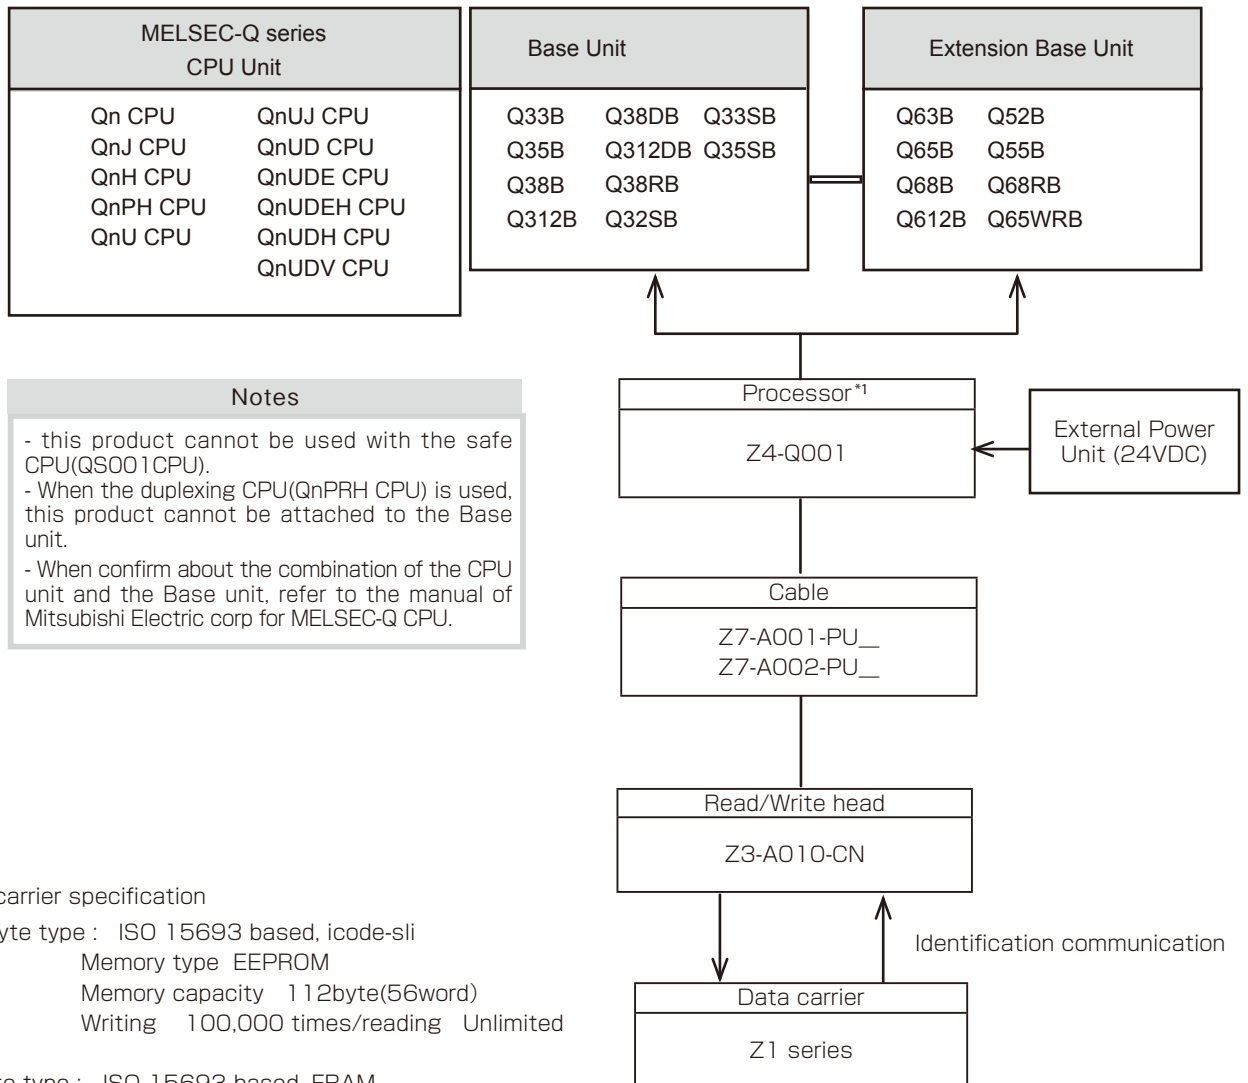 MELSEC-Q series
CPU Unit
Qn CPU QnUJ CPU
QnJ CPU QnUD CPU
QnH CPU QnUDE CPU
QnPH CPU QnUDEH CPU
QnU CPU QnUDH CPU
QnUDV CPU
Base Unit
Q33B Q38DB Q33SB
Q35B Q312DB Q35SB
Q38B Q38RB
Q312B Q32SB
Extension Base Unit
Q63B Q52B
Q65B Q55B
Q68B Q68RB
Q612B Q65WRB
Notes
- this product cannot be used with the safe
CPU(QS001CPU).
- When the duplexing CPU(QnPRH CPU) is used,
this product cannot be attached to the Base
unit.
- When confirm about the combination of the CPU
unit and the Base unit, refer to the manual of
Mitsubishi Electric corp for MELSEC-Q CPU.
Processor*1
Z4-Q001
External Power
Unit (24VDC)
Cable
Z7-A001-PU__
Z7-A002-PU__
Read/Write head
Z3-A010-CN
Identification communication
Data carrier
Z1 series
carrier specification
yte type : ISO 15693 based, icode-sli
Memory type EEPROM
Memory capacity 112byte(56word)
Writing 100,000 times/reading Unlimited
type : ISO 15693 based, FRAM